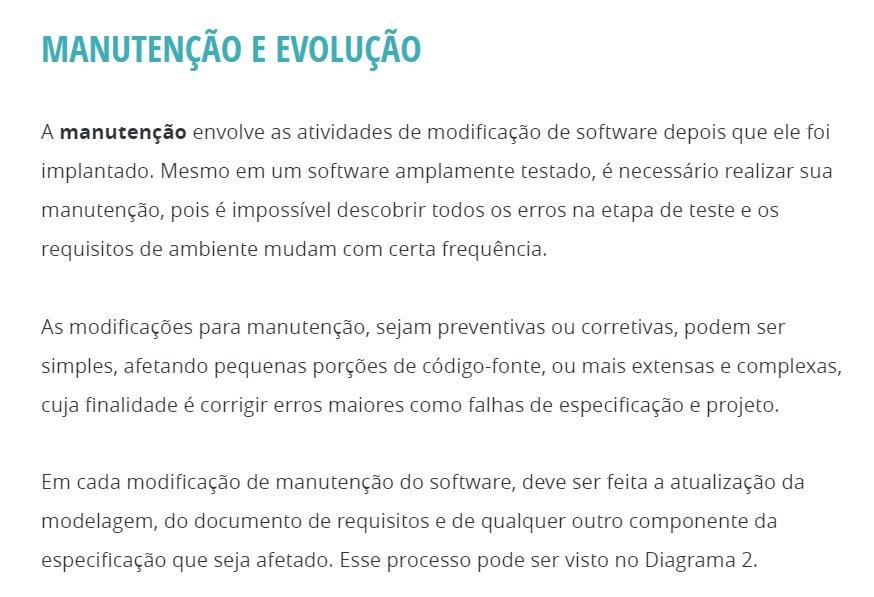 MANUTENÇÃO E EVOLUÇÃO
A manutenção envolve as atividades de modificação de software depois que ele foi
implantado. Mesmo em um software amplamente testado, é necessário realizar sua
manutenção, pois é impossível descobrir todos os erros na etapa de teste e os
requisitos de ambiente mudam com certa frequência.
As modificações para manutenção, sejam preventivas ou corretivas, podem ser
simples, afetando pequenas porções de código-fonte, ou mais extensas e complexas,
cuja finalidade é corrigir erros maiores como falhas de especificação e projeto.
Em cada modificação de manutenção do software, deve ser feita a atualização da
modelagem, do documento de requisitos e de qualquer outro componente da
especificação que seja afetado. Esse processo pode ser visto no Diagrama 2.